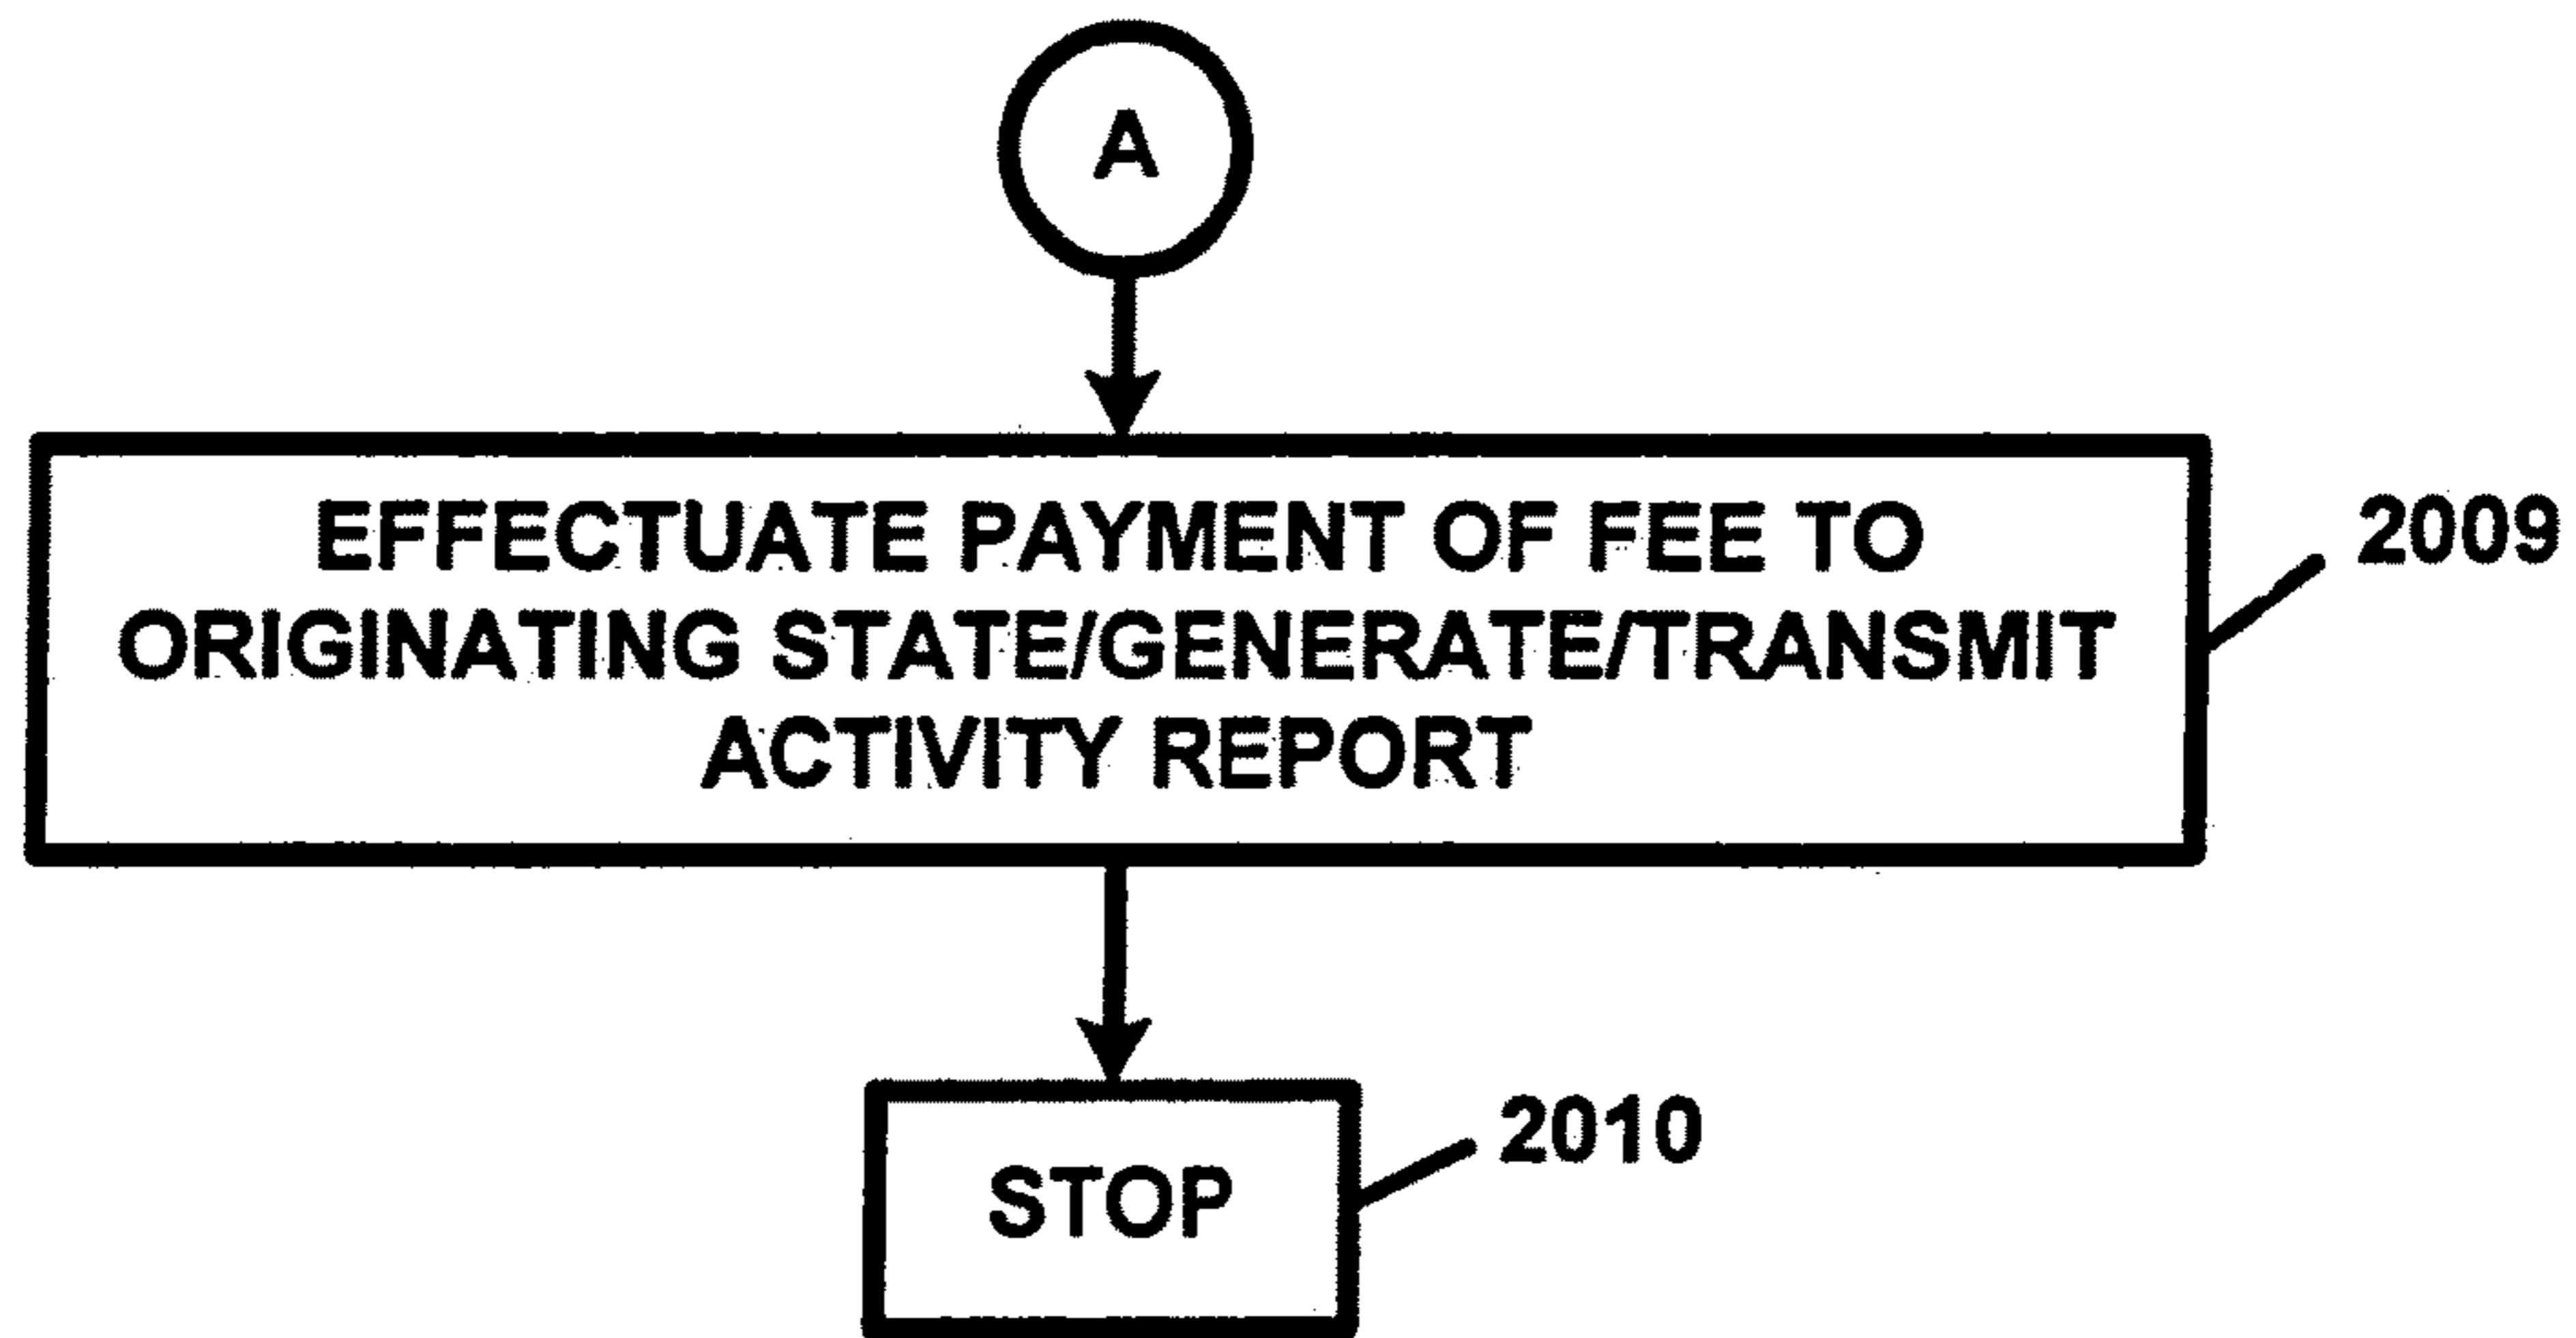 A
EFFECTUATE PAYMENT OF FEE TO
ORIGINATING STATE/GENERATE/TRANSMIT
ACTIVITY REPORT
2009
STOP
2010